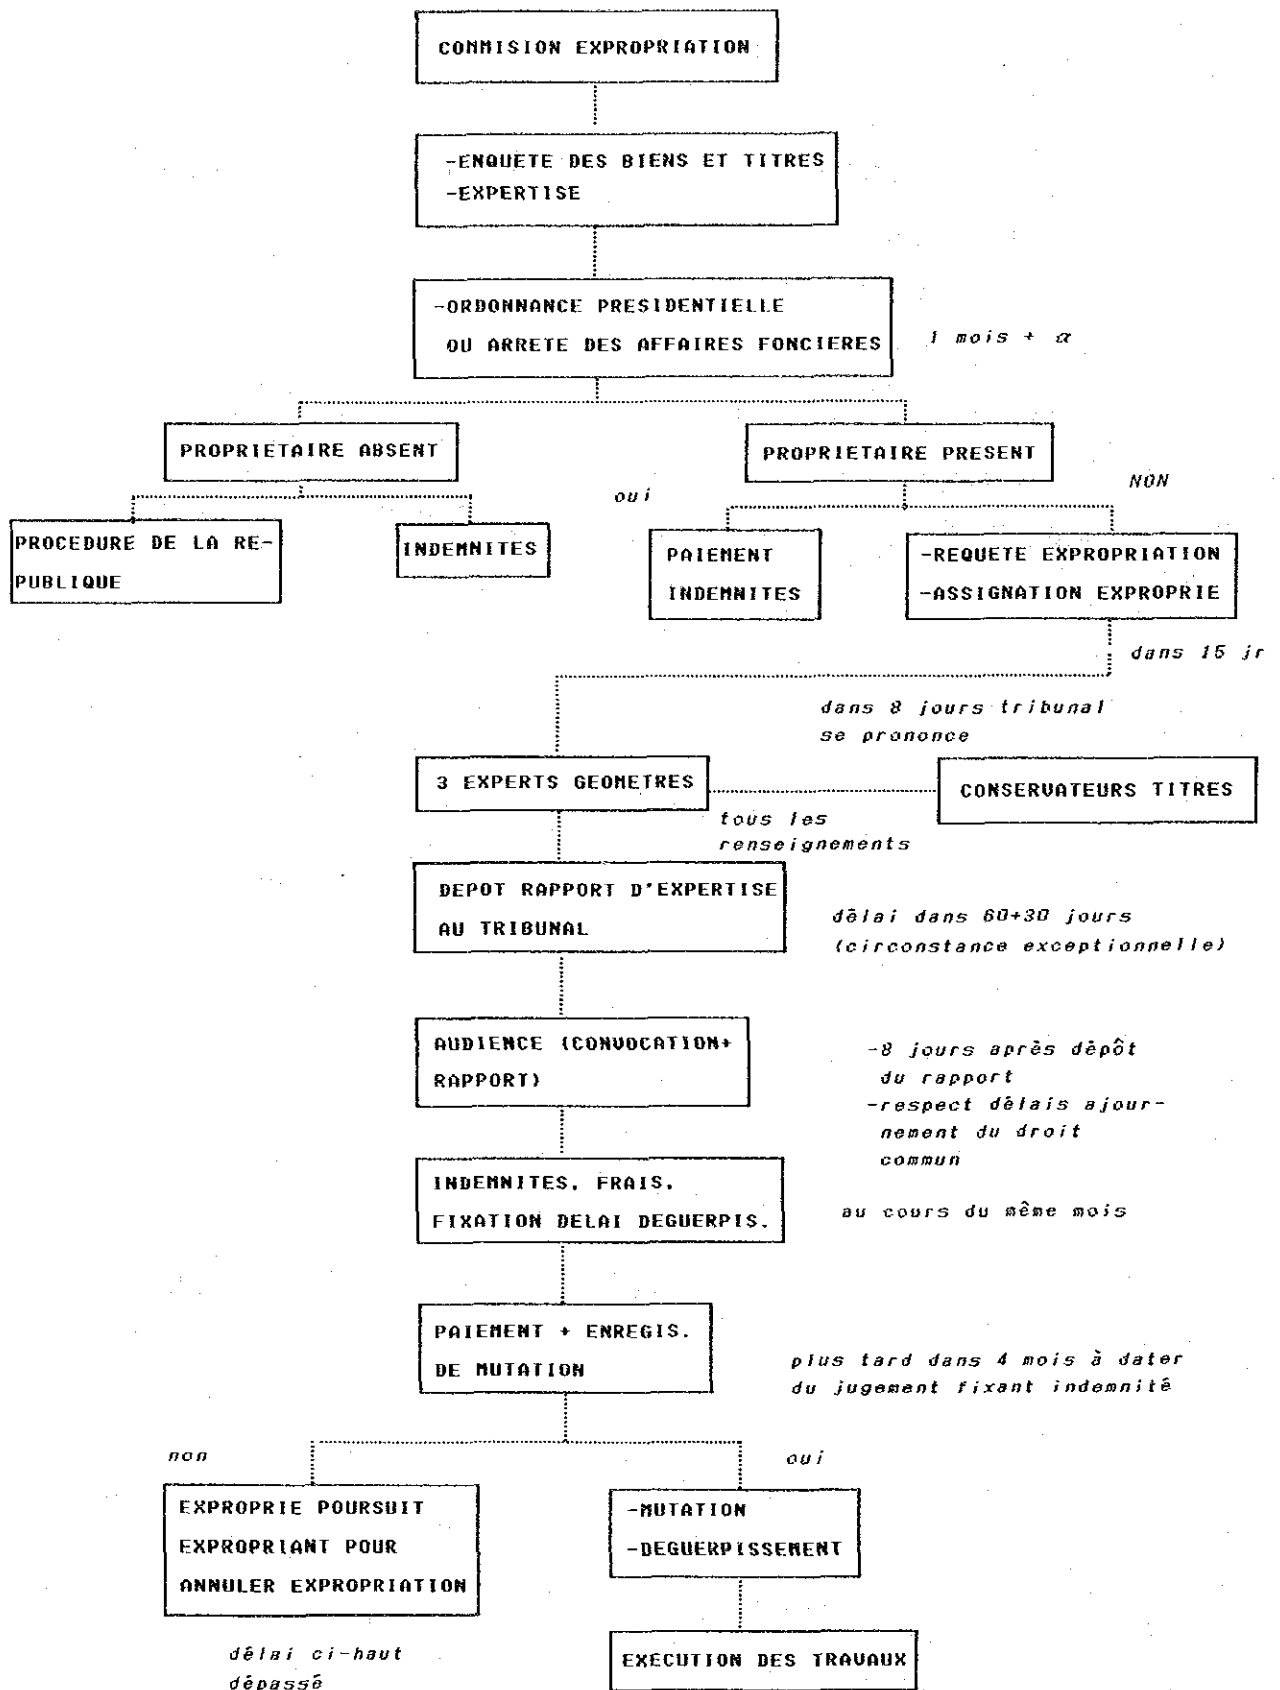 COMMISION EXPROPRIATION
-ENQUETE DES BIENS ET TITRES
-EXPERTISE
-ORDONNANCE PRESIDENTIELLE
OU ARRETE DES AFFAIRES FONCIERES
1 mois + α
PROPRIETAIRE ABSENT
PROPRIETAIRE PRESENT
oui
NON
PROCEDURE DE LA RE-
PUBLIQUE
INDEMNITES
PAIEMENT
INDEMNITES
-REQUETE EXPROPRIATION
-ASSIGNATION EXPROPRIE
dans 15 jr
dans 8 jours tribunal
se prononce
3 EXPERTS GEOMETRES
CONSERVATEURS TITRES
tous les
renseignements
DEPOT RAPPORT D'EXPERTISE
AU TRIBUNAL
délai dans 60+30 jours
(circonstance exceptionnelle)
AUDIENCE (CONVOCATION+
RAPPORT)
-8 jours après dépôt
du rapport
-respect délais ajour-
nement du droit
commun
INDEMNITES. FRAIS.
FIXATION DELAI DEGUERPIS.
au cours du même mois
PAIEMENT + ENREGIS.
DE MUTATION
plus tard dans 4 mois à dater
du jugement fixant indemnité
non
oui
EXPROPRIE POURSUIT
EXPROPRIANT POUR
ANNULER EXPROPRIATION
-MUTATION
-DEGUERPISSEMENT
délai ci-haut
dépassé
EXECUTION DES TRAVAUX